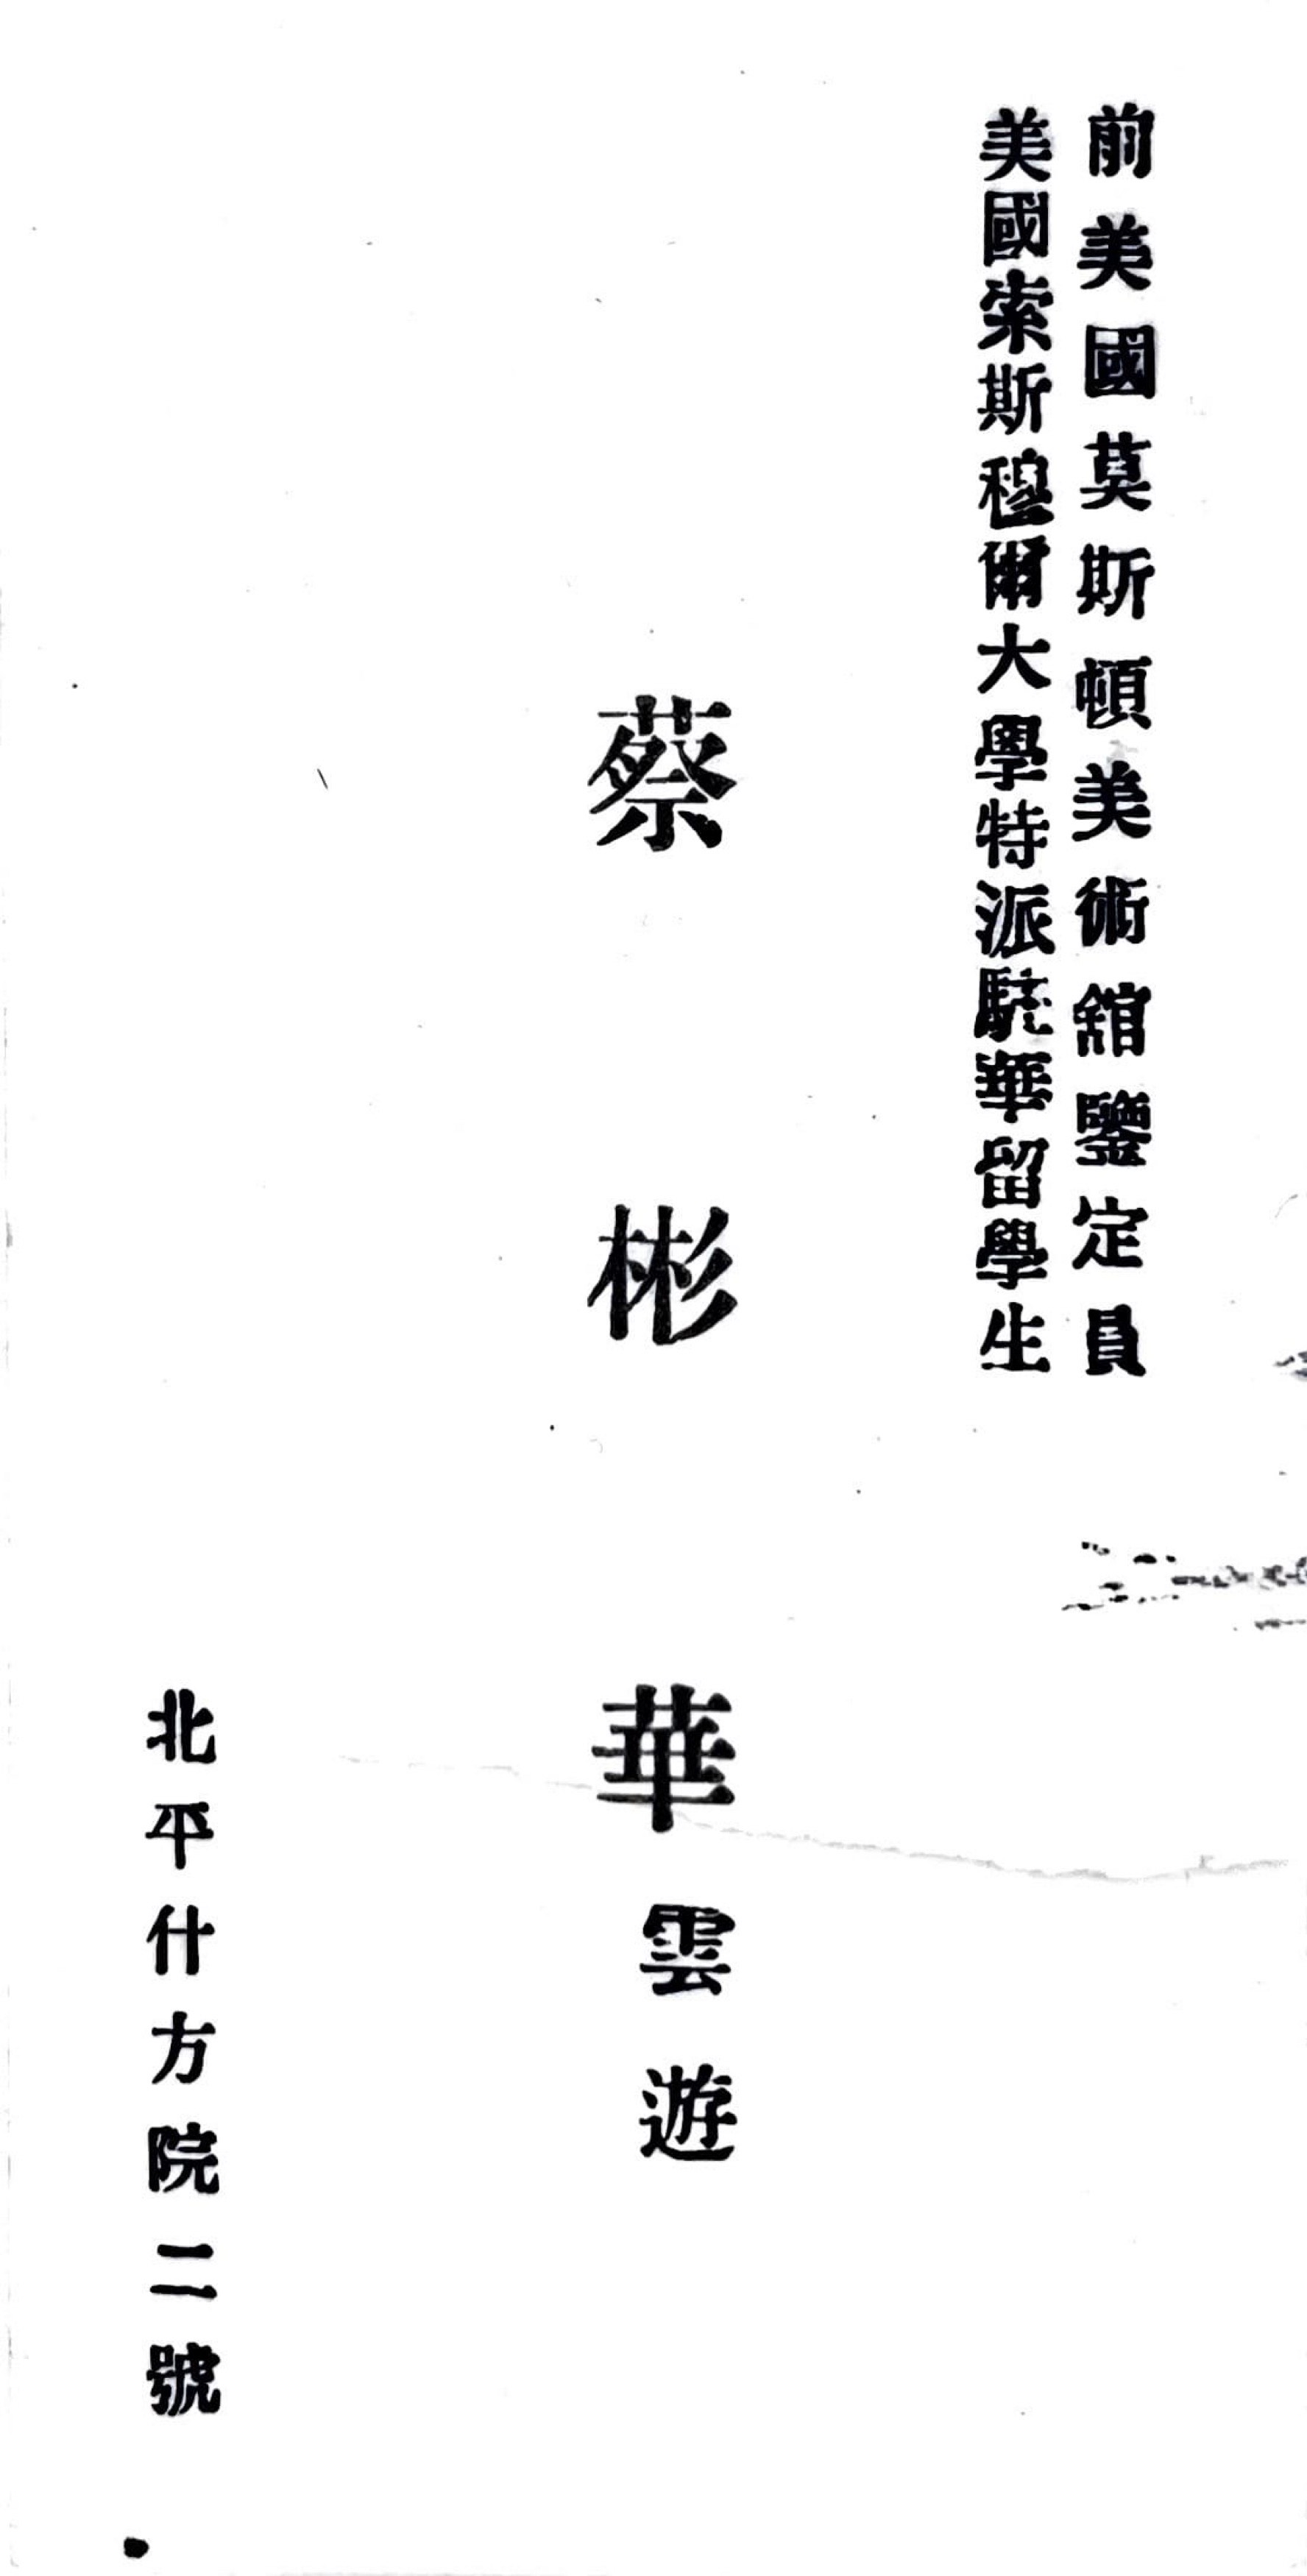 前美國莫斯頓美術舘鑒定員
美國索斯穆爾大學特派駐華留學生
蔡彬華雲遊
北平什方院二號